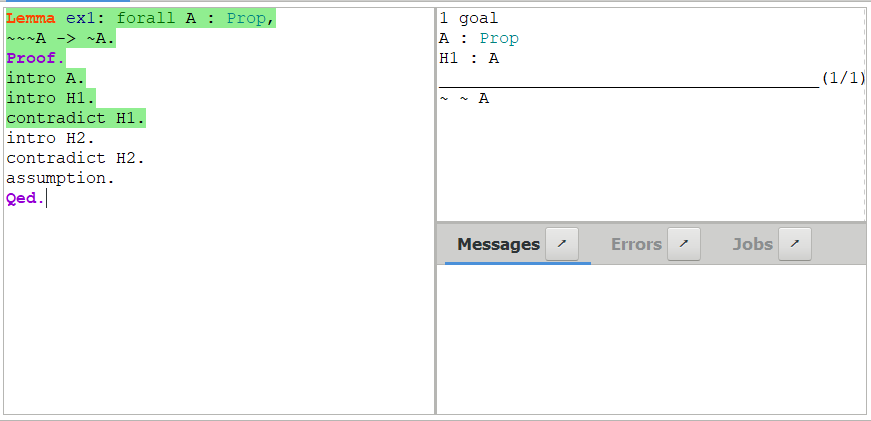 Lemma ex1: forall A : Prop,
~~~A -> ~A.
Proof.
intro A.
intro H1.
contradict H1.
intro H2.
contradict H2.
assumption.
Qed.
1 goal
A : Prop
H1 : A
(1/1)
~ ~ A
Messages
Errors
Jobs